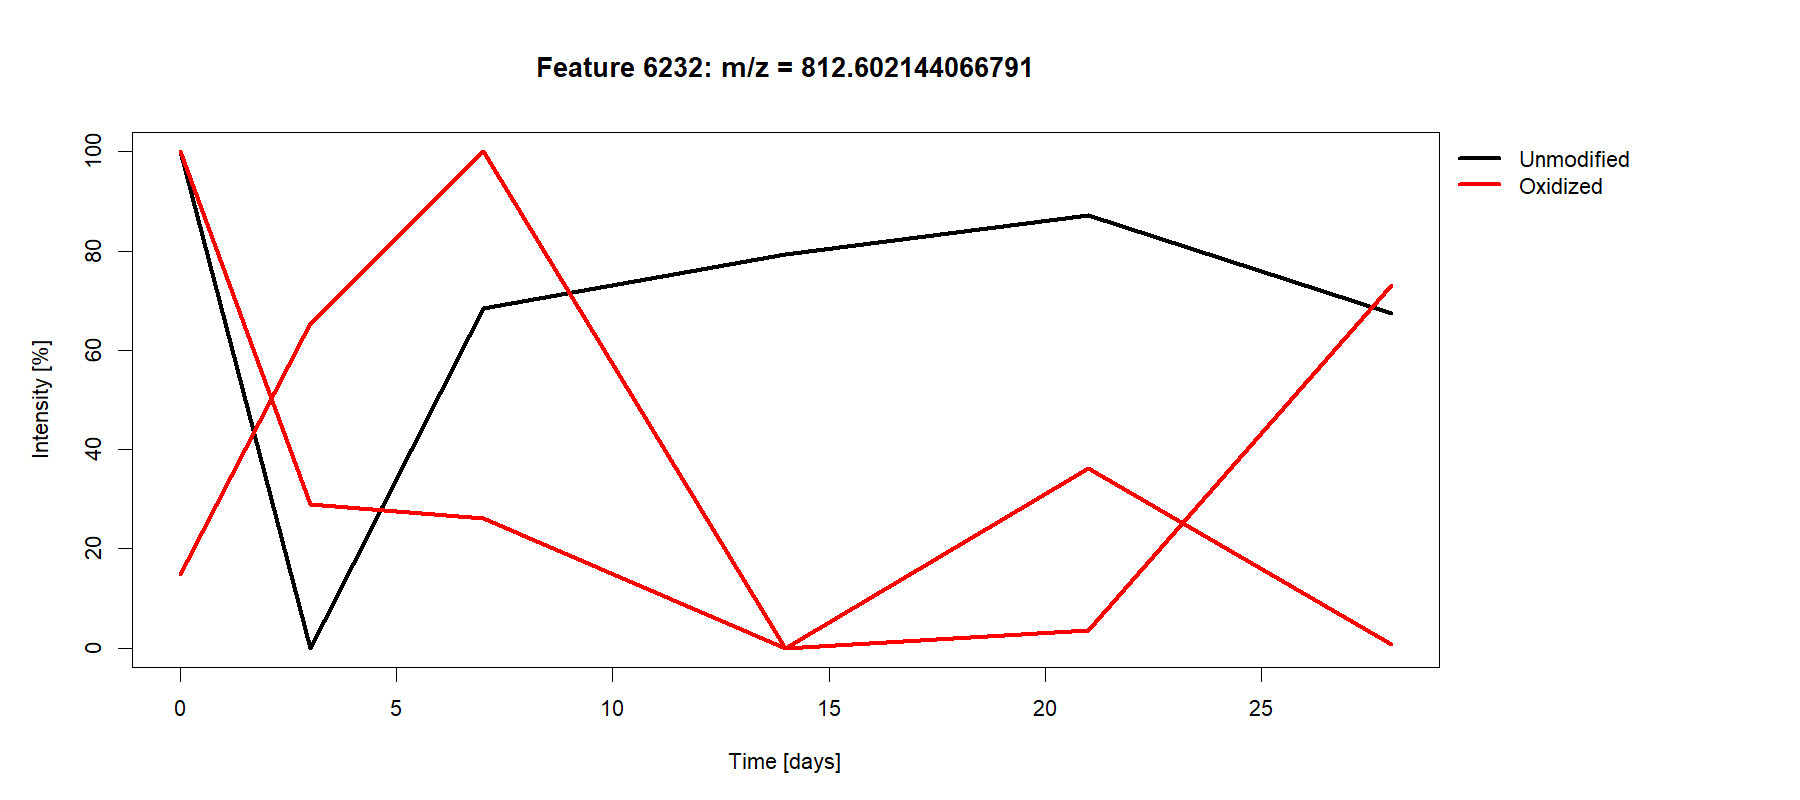 Feature 6232: m/z = 812.602144066791
Unmodified
Oxidized
Intensity [%]
100
80
60
40
20
0
0 5 10 15 20 25
Time [days]